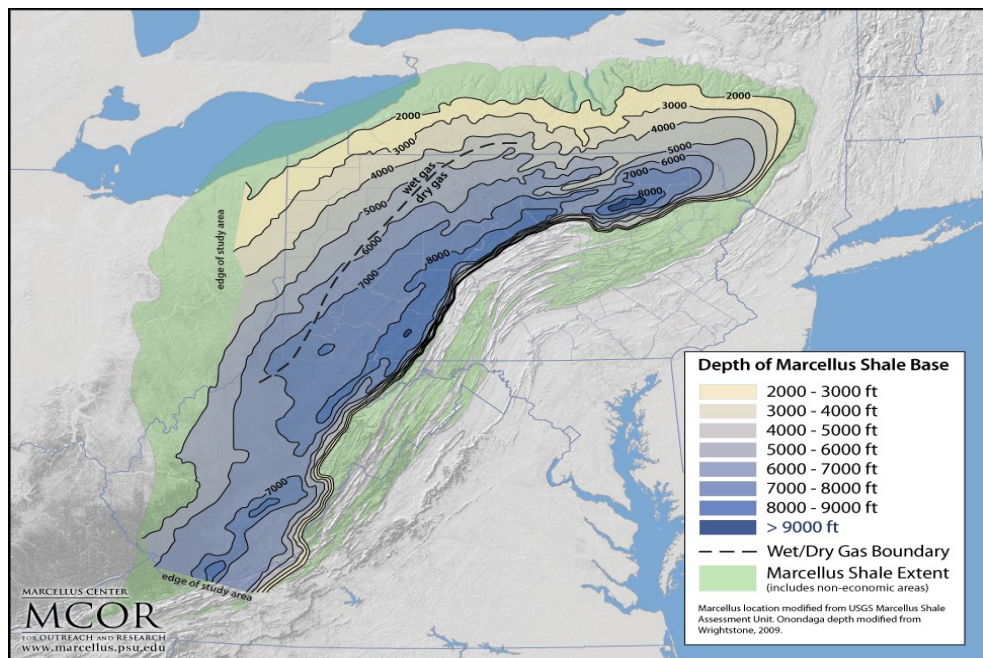 2000
3000
2000
4000
2000
5000
6000
3000
7000
8000
4000
wet gas
dry gas
5000
6000
8000
7000
edge of study area
7000
edge of study area
Depth of Marcellus Shale Base
2000 - 3000 ft
3000 - 4000 ft
4000 - 5000 ft
5000 - 6000 ft
6000 - 7000 ft
7000 - 8000 ft
8000 - 9000 ft
> 9000 ft
Wet/Dry Gas Boundary
Marcellus Shale Extent
(includes non-economic areas)
Marcellus location modified from USGS Marcellus Shale
Assessment Unit. Onondaga depth modified from
Wrightstone, 2009.
MARCELLUS CENTER
MCOR
FOR OUTREACH AND RESEARCH
www.marcellus.psu.edu